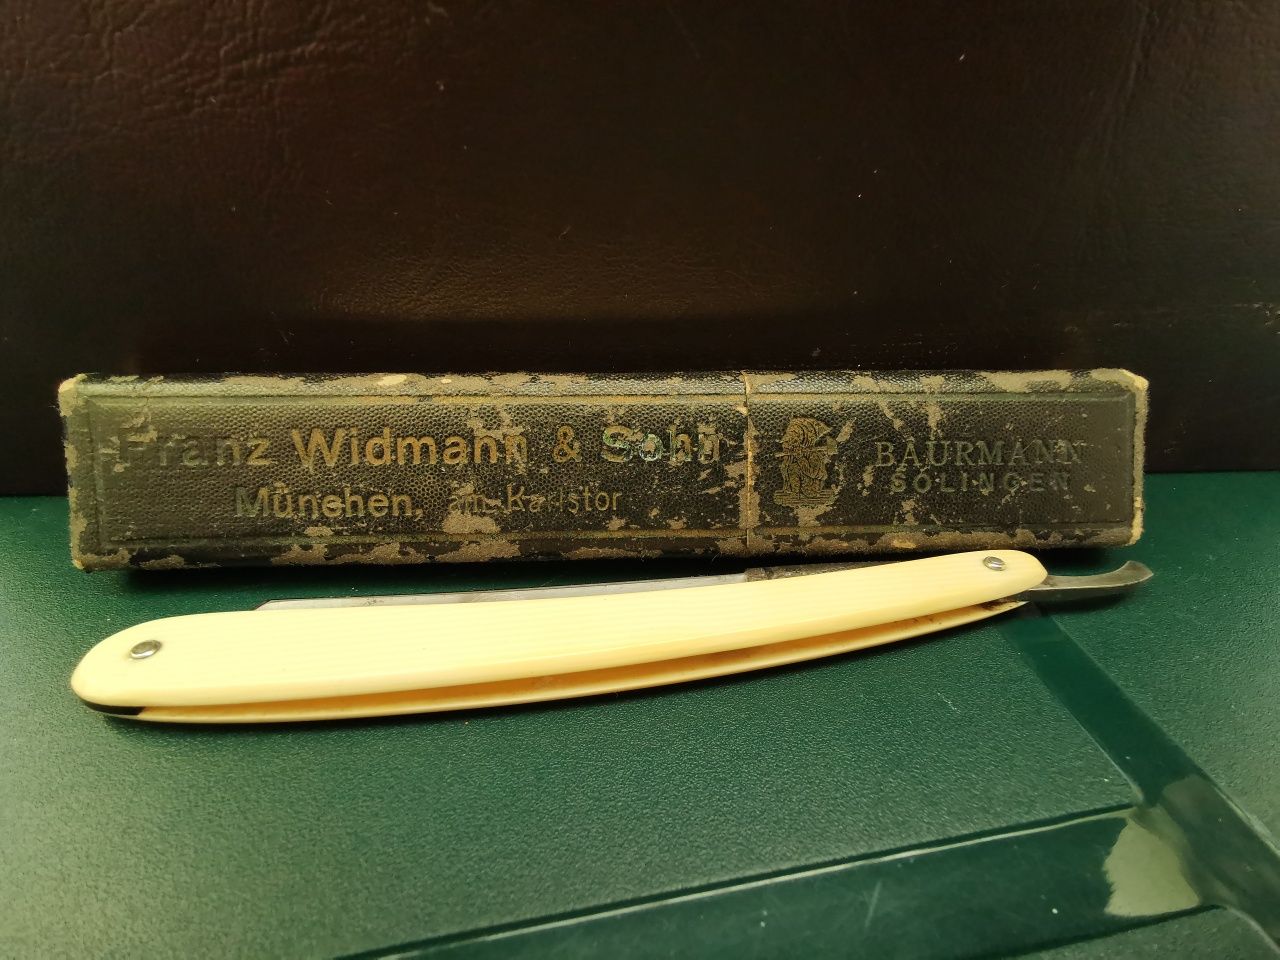 Franz Widmann & Sohn
München, am Karlstor
BAURMANN
SOLINGEN